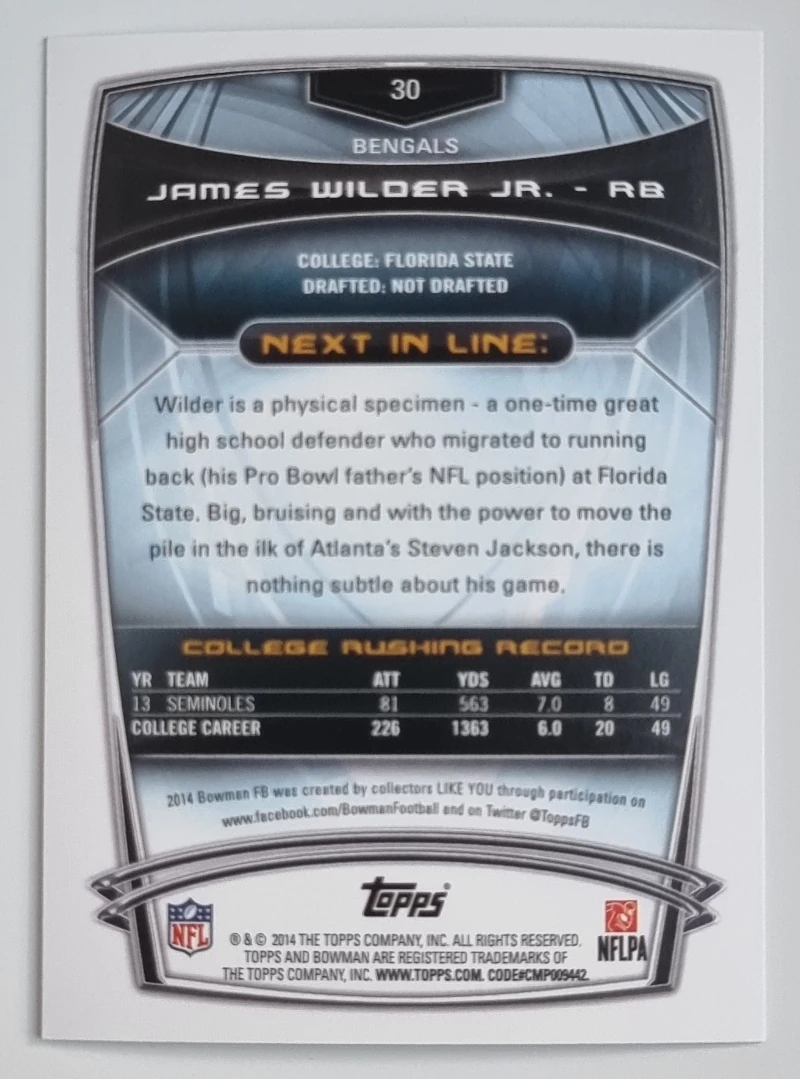 30
BENGALS
JAMES WILDER JR. - RB
COLLEGE: FLORIDA STATE
DRAFTED: NOT DRAFTED
NEXT IN LINE:
Wilder is a physical specimen - a one-time great
high school defender who migrated to running
back (his Pro Bowl father's NFL position) at Florida
State. Big, bruising and with the power to move the
pile in the ilk of Atlanta's Steven Jackson, there is
nothing subtle about his game.
COLLEGE RUSHING RECORD
YR TEAM ATT YDS AVG TD LG
13 SEMINOLES 81 563 7.0 8 49
COLLEGE CAREER 226 1363 6.0 20 49
2014 Bowman FB was created by collectors LIKE YOU through participation on
www.facebook.com/BowmanFootball and on Twitter @ToppsFB
topps
NFL
NFLPA
® & © 2014 THE TOPPS COMPANY, INC. ALL RIGHTS RESERVED.
TOPPS AND BOWMAN ARE REGISTERED TRADEMARKS OF
THE TOPPS COMPANY, INC. WWW.TOPPS.COM. CODE#CMP009442.